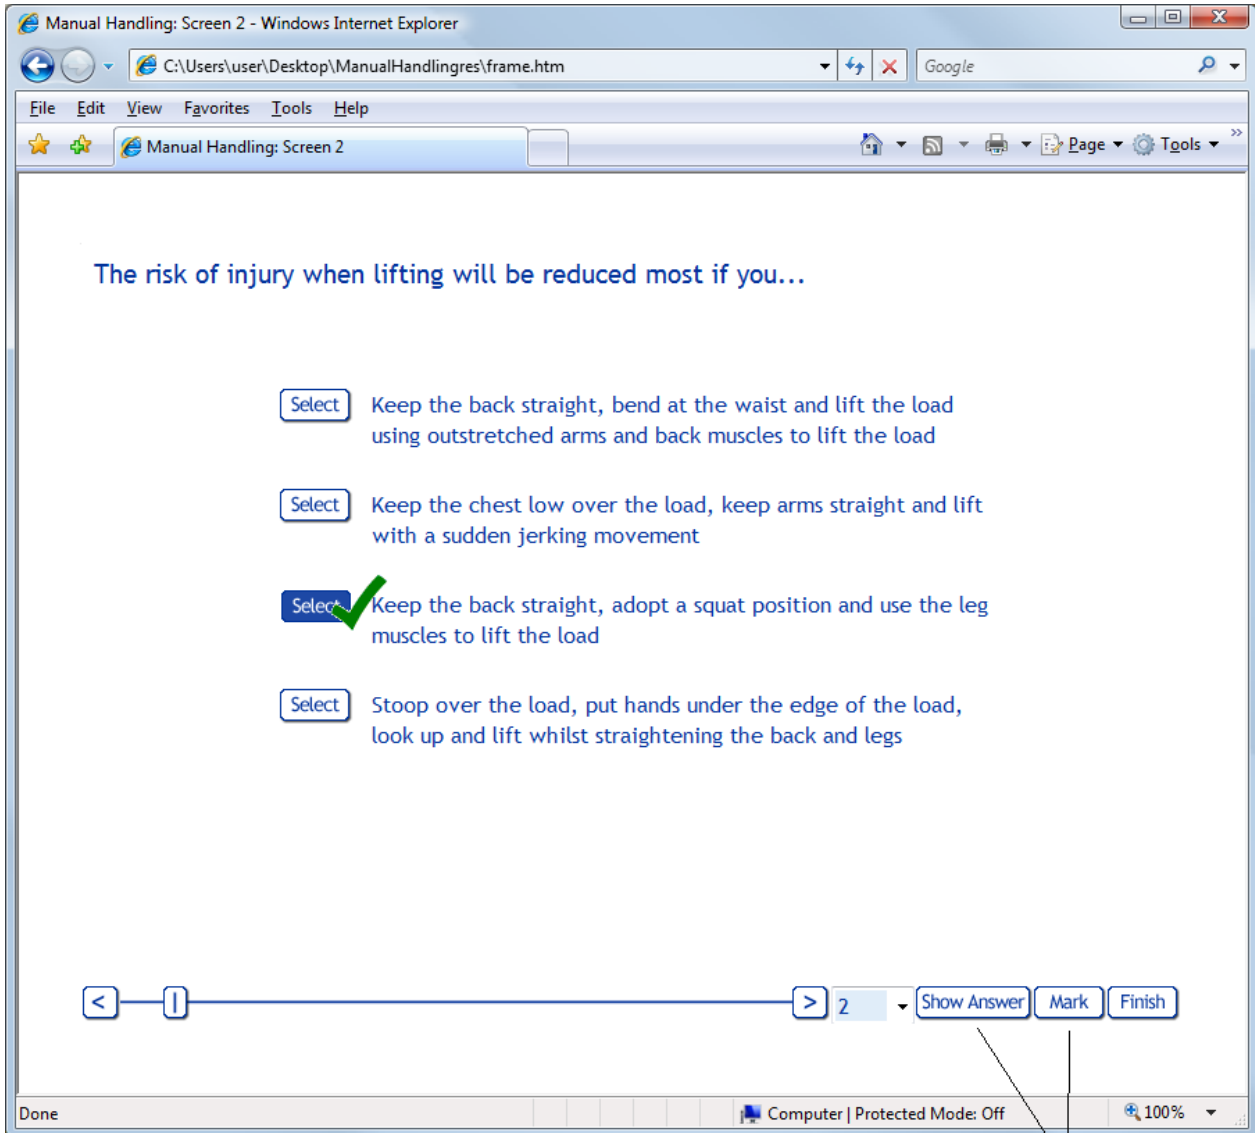 Manual Handling: Screen 2 - Windows Internet Explorer
C:\Users\user\Desktop\ManualHandlingres\frame.htm
Google
File Edit View Favorites Tools Help
Manual Handling: Screen 2
Page Tools
The risk of injury when lifting will be reduced most if you...
Select Keep the back straight, bend at the waist and lift the load
using outstretched arms and back muscles to lift the load
Select Keep the chest low over the load, keep arms straight and lift
with a sudden jerking movement
Select Keep the back straight, adopt a squat position and use the leg
muscles to lift the load
Select Stoop over the load, put hands under the edge of the load,
look up and lift whilst straightening the back and legs
< | > 2 Show Answer Mark Finish
Done Computer | Protected Mode: Off 100%